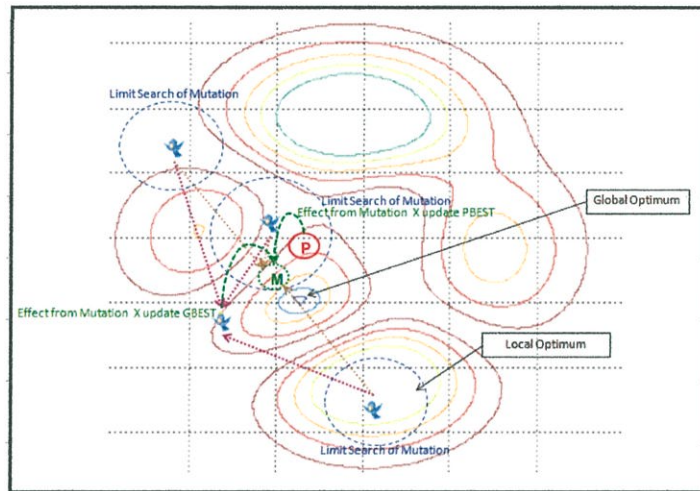 Limit Search of Mutation
Limit Search of Mutation
Effect from Mutation X update PBEST
Global Optimum
P
M
Effect from Mutation X update GBEST
Local Optimum
Limit Search of Mutation